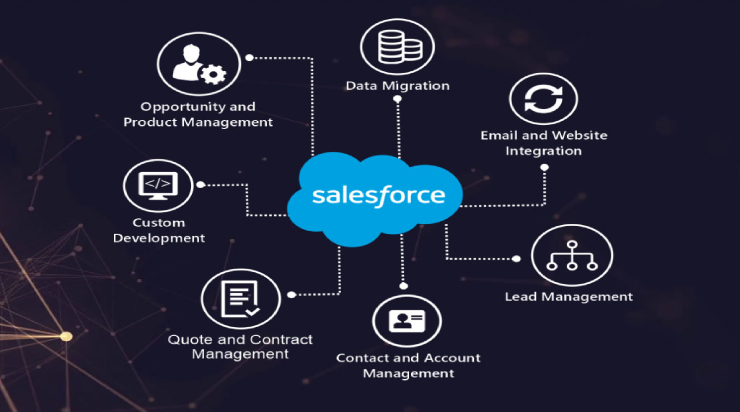 Opportunity and
Product Management
Data Migration
Email and Website
Integration
salesforce
</>
Custom
Development
Lead Management
Quote and Contract
Management
Contact and Account
Management